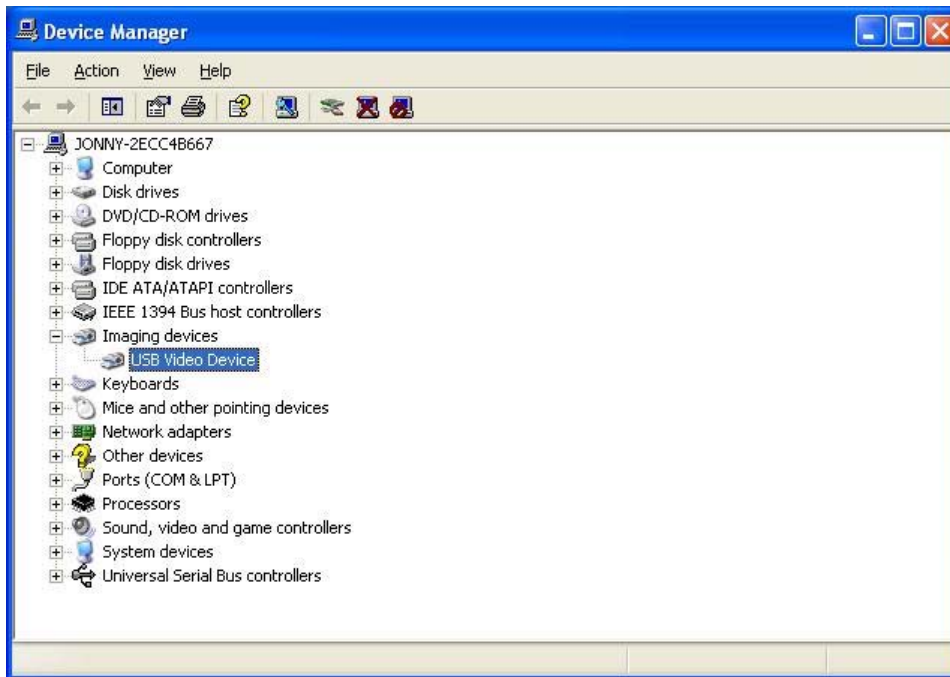 Device Manager
File Action View Help
JONNY-2ECC4B667
Computer
Disk drives
DVD/CD-ROM drives
Floppy disk controllers
Floppy disk drives
IDE ATA/ATAPI controllers
IEEE 1394 Bus host controllers
Imaging devices
USB Video Device
Keyboards
Mice and other pointing devices
Network adapters
Other devices
Ports (COM & LPT)
Processors
Sound, video and game controllers
System devices
Universal Serial Bus controllers